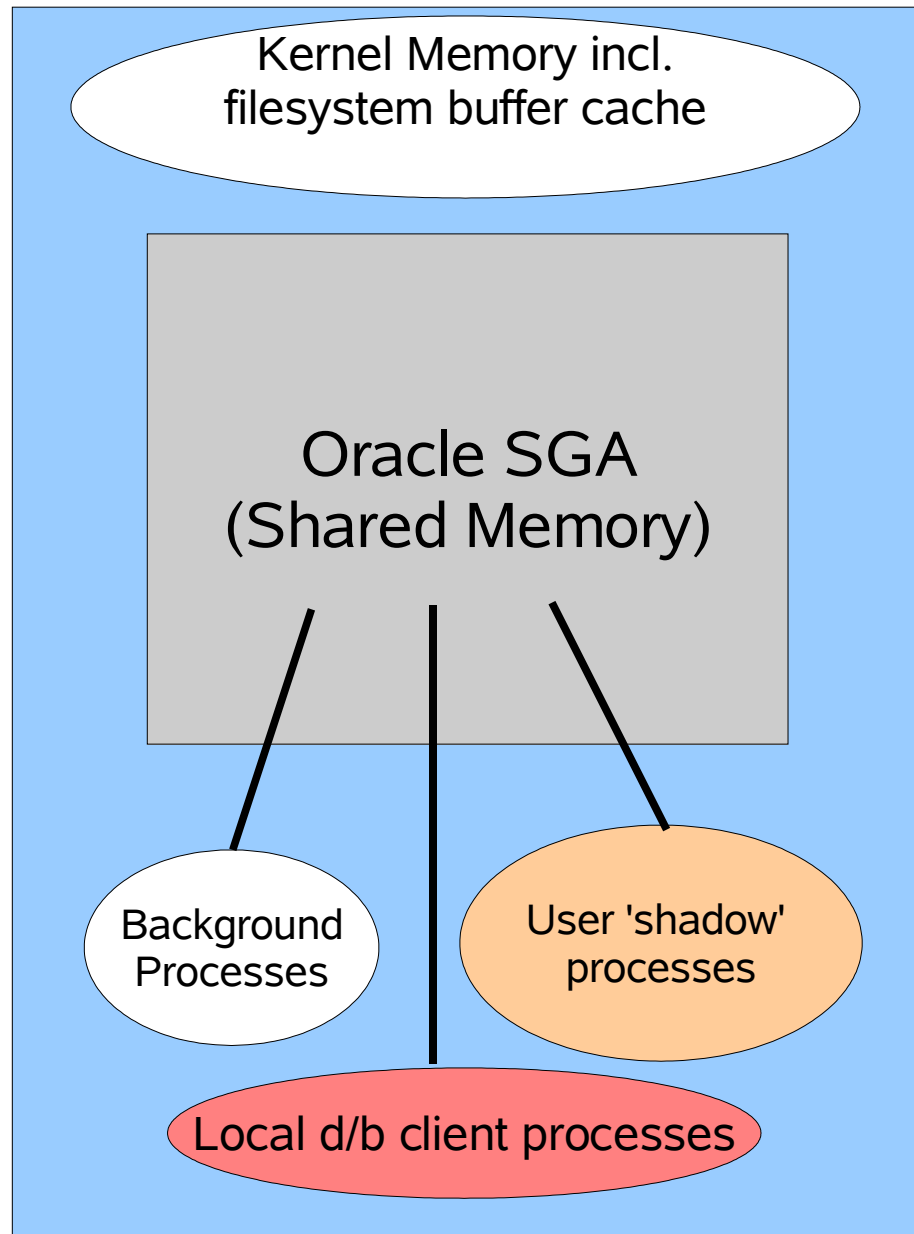 Kernel Memory incl.
filesystem buffer cache
Oracle SGA
(Shared Memory)
Background
Processes
User 'shadow'
processes
Local d/b client processes